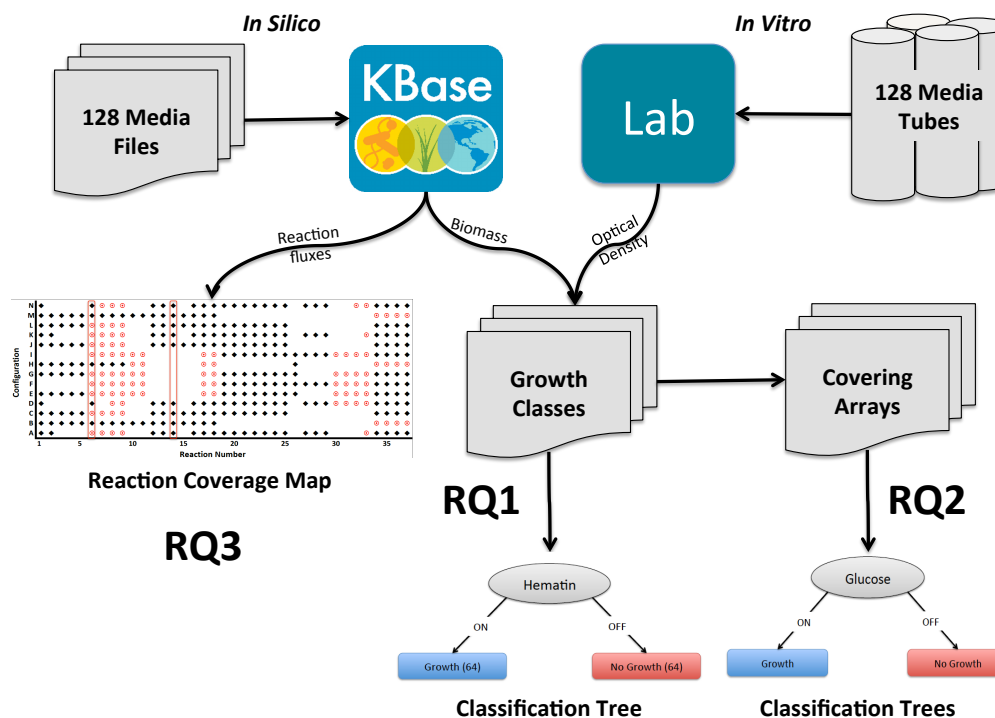 In Silico
In Vitro
128 Media
Files
KBase
Lab
128 Media
Tubes
Reaction
fluxes
Biomass
Optical
Density
Configuration
N
M
L
K
J
I
H
G
F
E
D
C
B
A
1 5 10 15 20 25 30 35
Reaction Number
Reaction Coverage Map
Growth
Classes
Covering
Arrays
RQ3
RQ1
RQ2
Hematin
ON
OFF
Growth (64)
No Growth (64)
Classification Tree
Glucose
ON
OFF
Growth
No Growth
Classification Trees